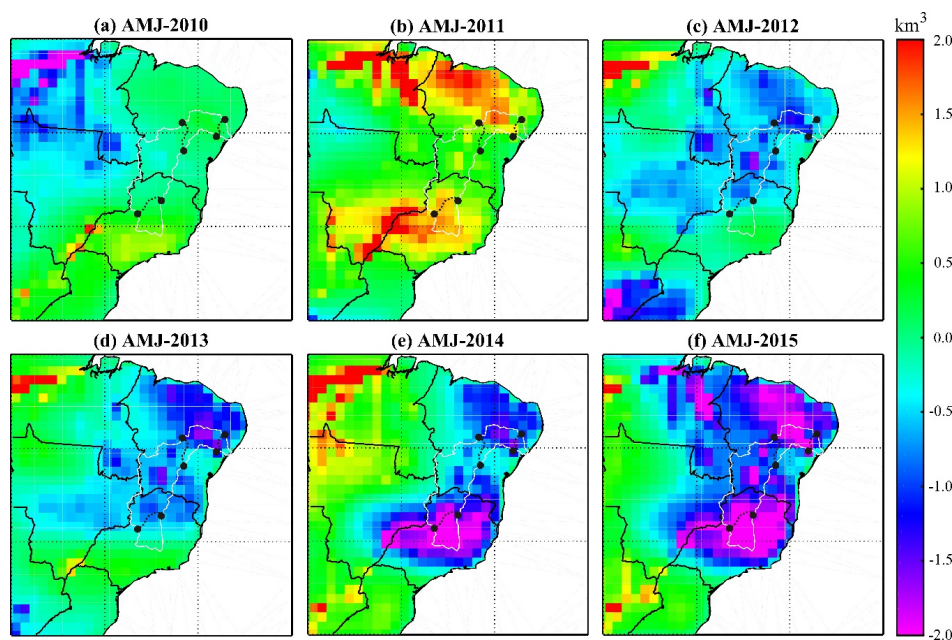 (a) AMJ-2010
(b) AMJ-2011
(c) AMJ-2012
km³
2.0
1.5
1.0
0.5
0.0
-0.5
-1.0
-1.5
-2.0
(d) AMJ-2013
(e) AMJ-2014
(f) AMJ-2015